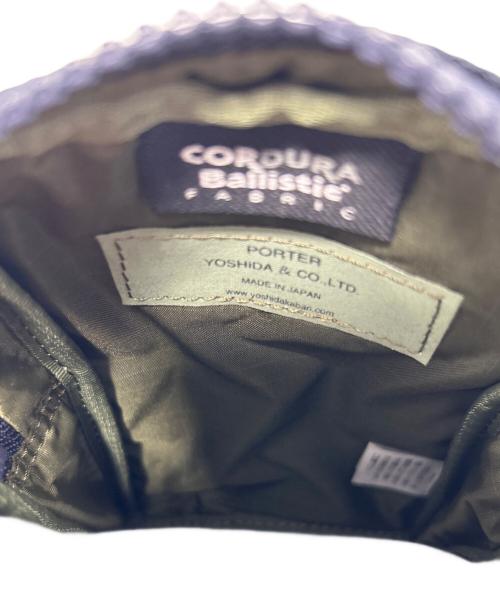 CORDURA
Ballistic®
FABRIC
PORTER
YOSHIDA & CO., LTD.
MADE IN JAPAN
www.yoshidakaban.com